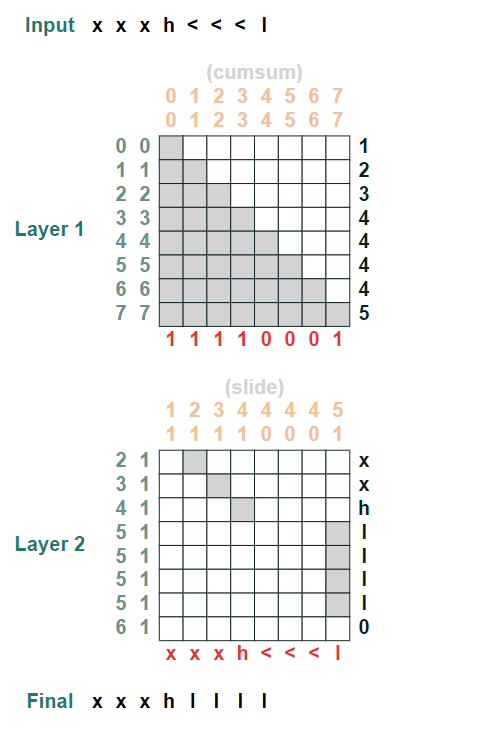 Input x x x h < < < l
(cumsum)
0 1 2 3 4 5 6 7
0 1 2 3 4 5 6 7
0 0 1
1 1 2
2 2 3
3 3 4
Layer 1
4 4 4
5 5 4
6 6 4
7 7 5
1 1 1 1 0 0 0 1
(slide)
1 2 3 4 4 4 4 5
1 1 1 1 0 0 0 1
2 1 x
3 1 x
4 1 h
5 1 l
Layer 2
5 1 l
5 1 l
5 1 l
6 1 0
x x x h < < < l
Final x x x h l l l l